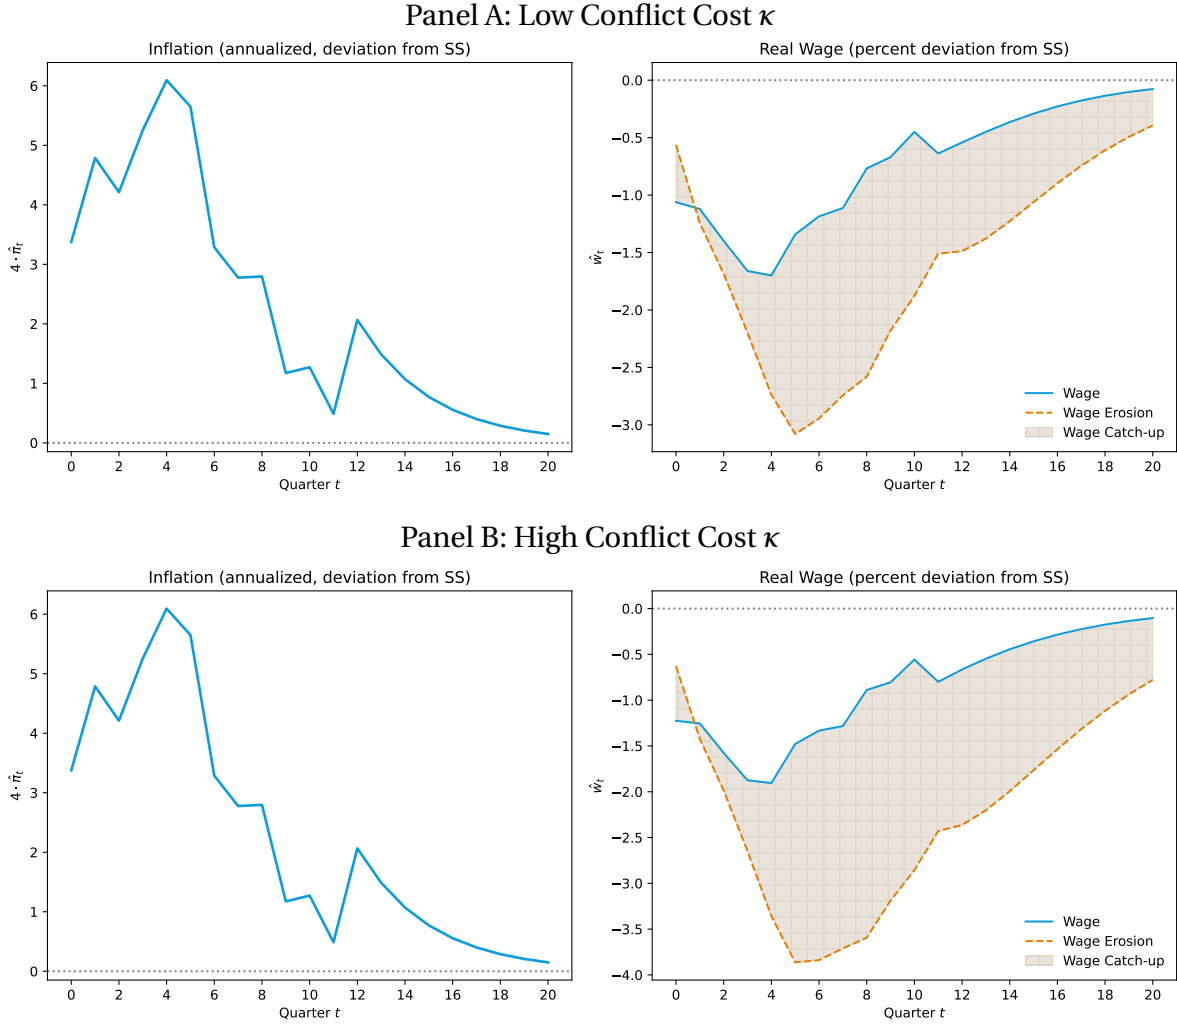 Panel A: Low Conflict Cost κ
Inflation (annualized, deviation from SS)
6
5
4
3
2
1
0
4 · π̂ₜ
0 2 4 6 8 10 12 14 16 18 20
Quarter t
Real Wage (percent deviation from SS)
0.0
−0.5
−1.0
−1.5
−2.0
−2.5
−3.0
ŵₜ
Wage
Wage Erosion
Wage Catch-up
0 2 4 6 8 10 12 14 16 18 20
Quarter t
Panel B: High Conflict Cost κ
Inflation (annualized, deviation from SS)
6
5
4
3
2
1
0
4 · π̂ₜ
0 2 4 6 8 10 12 14 16 18 20
Quarter t
Real Wage (percent deviation from SS)
0.0
−0.5
−1.0
−1.5
−2.0
−2.5
−3.0
−3.5
−4.0
ŵₜ
Wage
Wage Erosion
Wage Catch-up
0 2 4 6 8 10 12 14 16 18 20
Quarter t